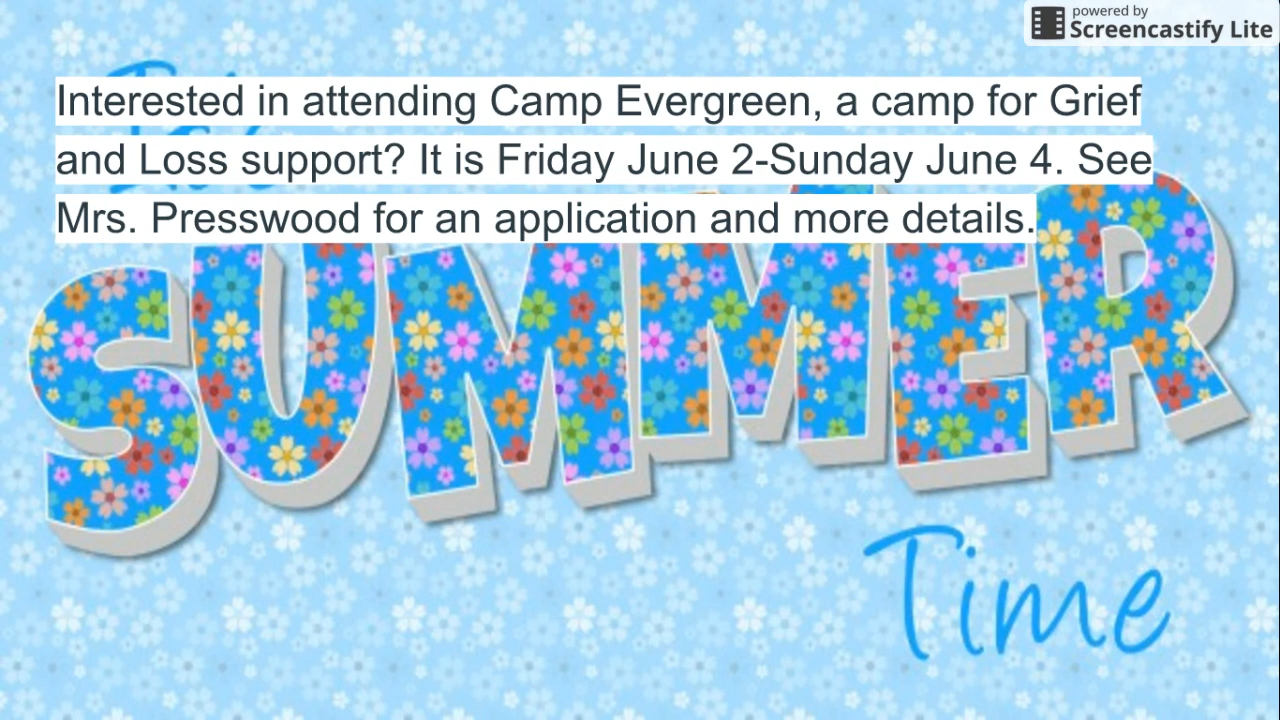 powered by
Screencastify Lite
Interested in attending Camp Evergreen, a camp for Grief
and Loss support? It is Friday June 2-Sunday June 4. See
Mrs. Presswood for an application and more details.
SUMMER
Time